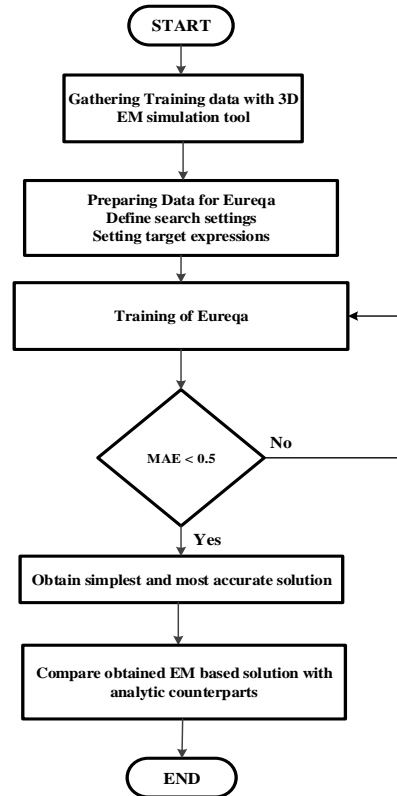 START
Gathering Training data with 3D
EM simulation tool
Preparing Data for Eureqa
Define search settings
Setting target expressions
Training of Eureqa
MAE < 0.5
No
Yes
Obtain simplest and most accurate solution
Compare obtained EM based solution with
analytic counterparts
END